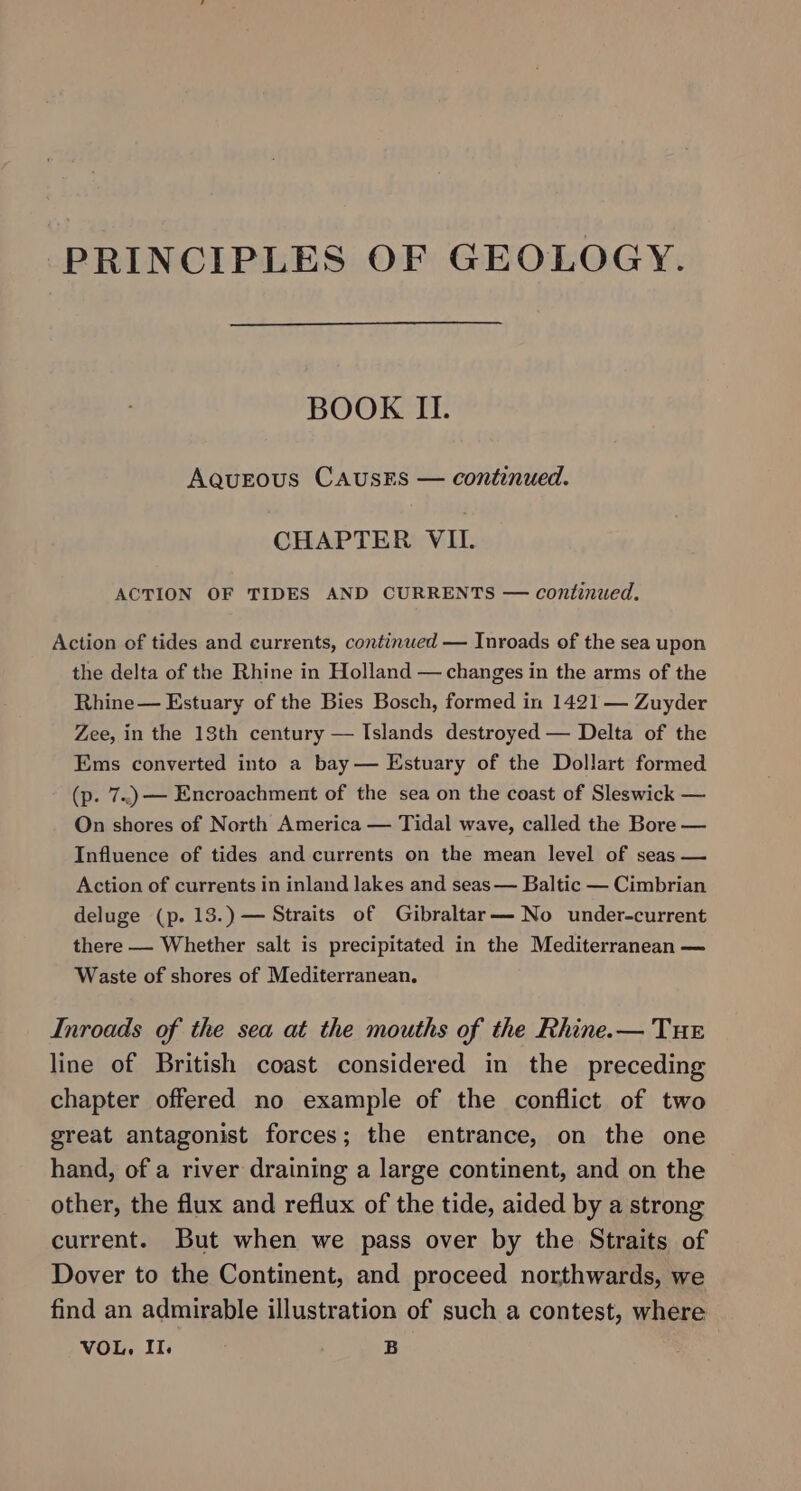 PRINCIPLES OF GEOLOGY.
BOOK II.
AQUEOUS CAUSES — continued.
CHAPTER VII.
ACTION OF TIDES AND CURRENTS — continued.
Action of tides and currents, continued — Inroads of the sea upon
the delta of the Rhine in Holland — changes in the arms of the
Rhine — Estuary of the Bies Bosch, formed in 1421 — Zuyder
Zee, in the 13th century — Islands destroyed — Delta of the
Ems converted into a bay — Estuary of the Dollart formed
(p. 7.) — Encroachment of the sea on the coast of Sleswick —
On shores of North America — Tidal wave, called the Bore —
Influence of tides and currents on the mean level of seas —
Action of currents in inland lakes and seas — Baltic — Cimbrian
deluge (p. 13.) — Straits of Gibraltar — No under-current
there — Whether salt is precipitated in the Mediterranean —
Waste of shores of Mediterranean.
Inroads of the sea at the mouths of the Rhine. — THE
line of British coast considered in the preceding
chapter offered no example of the conflict of two
great antagonist forces; the entrance, on the one
hand, of a river draining a large continent, and on the
other, the flux and reflux of the tide, aided by a strong
current. But when we pass over by the Straits of
Dover to the Continent, and proceed northwards, we
find an admirable illustration of such a contest, where
VOL. II. B